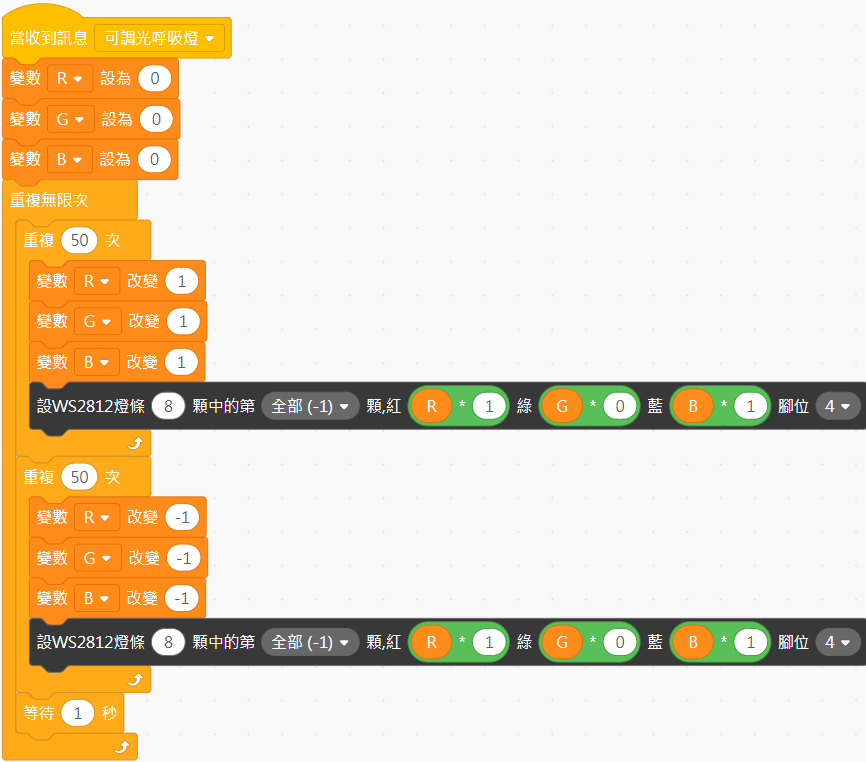 當收到訊息 可調光呼吸燈
變數 R 設為 0
變數 G 設為 0
變數 B 設為 0
重複無限次
重複 50 次
變數 R 改變 1
變數 G 改變 1
變數 B 改變 1
設WS2812燈條 8 顆中的第 全部 (-1) 顆,紅 R * 1 綠 G * 0 藍 B * 1 腳位 4
重複 50 次
變數 R 改變 -1
變數 G 改變 -1
變數 B 改變 -1
設WS2812燈條 8 顆中的第 全部 (-1) 顆,紅 R * 1 綠 G * 0 藍 B * 1 腳位 4
等待 1 秒